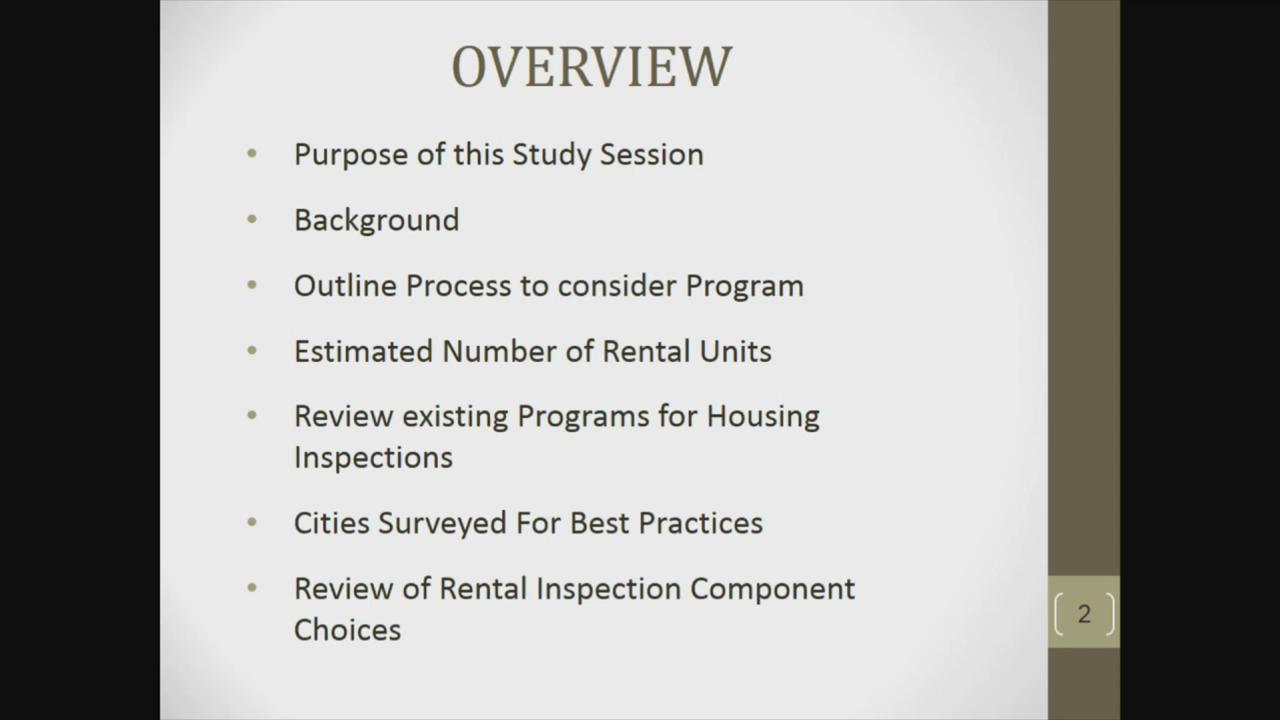 OVERVIEW
• Purpose of this Study Session
• Background
• Outline Process to consider Program
• Estimated Number of Rental Units
• Review existing Programs for Housing
Inspections
• Cities Surveyed For Best Practices
• Review of Rental Inspection Component
Choices
2